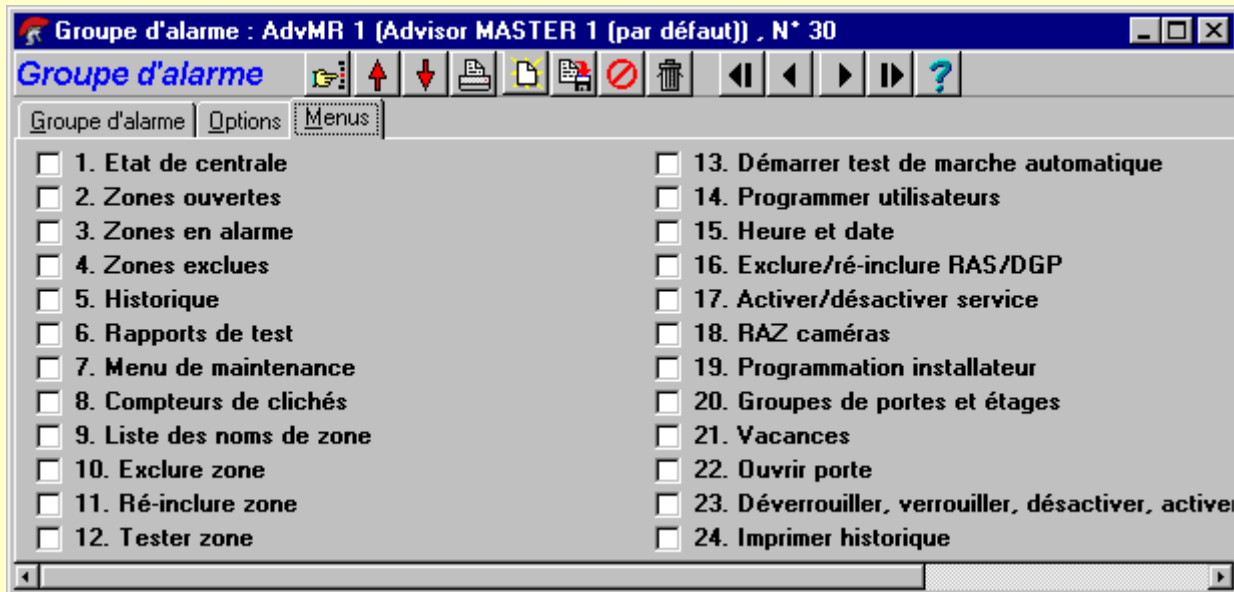 Groupe d'alarme : AdvMR 1 (Advisor MASTER 1 (par défaut)) , N° 30
Groupe d'alarme
Groupe d'alarme Options Menus
1. Etat de centrale
2. Zones ouvertes
3. Zones en alarme
4. Zones exclues
5. Historique
6. Rapports de test
7. Menu de maintenance
8. Compteurs de clichés
9. Liste des noms de zone
10. Exclure zone
11. Ré-inclure zone
12. Tester zone
13. Démarrer test de marche automatique
14. Programmer utilisateurs
15. Heure et date
16. Exclure/ré-inclure RAS/DGP
17. Activer/désactiver service
18. RAZ caméras
19. Programmation installateur
20. Groupes de portes et étages
21. Vacances
22. Ouvrir porte
23. Déverrouiller, verrouiller, désactiver, activer
24. Imprimer historique